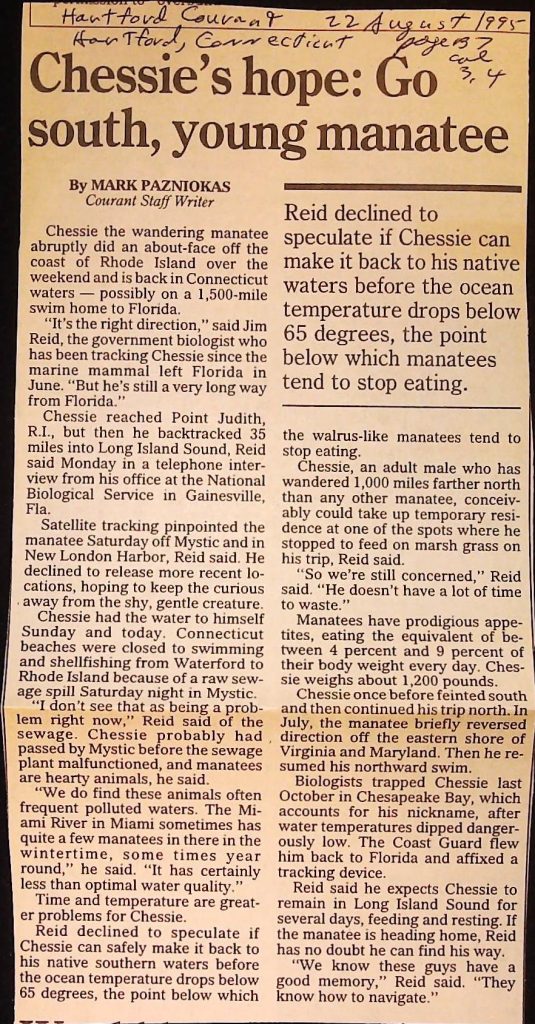 Hartford Courant 22 August 1995
Hartford, Connecticut page B7
col
3, 4
Chessie's hope: Go
south, young manatee
By MARK PAZNIOKAS
Courant Staff Writer
Chessie the wandering manatee
abruptly did an about-face off the
coast of Rhode Island over the
weekend and is back in Connecticut
waters — possibly on a 1,500-mile
swim home to Florida.
"It's the right direction," said Jim
Reid, the government biologist who
has been tracking Chessie since the
marine mammal left Florida in
June. "But he's still a very long way
from Florida."
Chessie reached Point Judith,
R.I., but then he backtracked 35
miles into Long Island Sound, Reid
said Monday in a telephone inter-
view from his office at the National
Biological Service in Gainesville,
Fla.
Satellite tracking pinpointed the
manatee Saturday off Mystic and in
New London Harbor, Reid said. He
declined to release more recent lo-
cations, hoping to keep the curious
away from the shy, gentle creature.
Chessie had the water to himself
Sunday and today. Connecticut
beaches were closed to swimming
and shellfishing from Waterford to
Rhode Island because of a raw sew-
age spill Saturday night in Mystic.
"I don't see that as being a prob-
lem right now," Reid said of the
sewage. Chessie probably had
passed by Mystic before the sewage
plant malfunctioned, and manatees
are hearty animals, he said.
"We do find these animals often
frequent polluted waters. The Mi-
ami River in Miami sometimes has
quite a few manatees in there in the
wintertime, some times year
round," he said. "It has certainly
less than optimal water quality."
Time and temperature are great-
er problems for Chessie.
Reid declined to speculate if
Chessie can safely make it back to
his native southern waters before
the ocean temperature drops below
65 degrees, the point below which
Reid declined to
speculate if Chessie can
make it back to his native
waters before the ocean
temperature drops below
65 degrees, the point
below which manatees
tend to stop eating.
the walrus-like manatees tend to
stop eating.
Chessie, an adult male who has
wandered 1,000 miles farther north
than any other manatee, conceiv-
ably could take up temporary resi-
dence at one of the spots where he
stopped to feed on marsh grass on
his trip, Reid said.
"So we're still concerned," Reid
said. "He doesn't have a lot of time
to waste."
Manatees have prodigious appe-
tites, eating the equivalent of be-
tween 4 percent and 9 percent of
their body weight every day. Ches-
sie weighs about 1,200 pounds.
Chessie once before feinted south
and then continued his trip north. In
July, the manatee briefly reversed
direction off the eastern shore of
Virginia and Maryland. Then he re-
sumed his northward swim.
Biologists trapped Chessie last
October in Chesapeake Bay, which
accounts for his nickname, after
water temperatures dipped danger-
ously low. The Coast Guard flew
him back to Florida and affixed a
tracking device.
Reid said he expects Chessie to
remain in Long Island Sound for
several days, feeding and resting. If
the manatee is heading home, Reid
has no doubt he can find his way.
"We know these guys have a
good memory," Reid said. "They
know how to navigate."